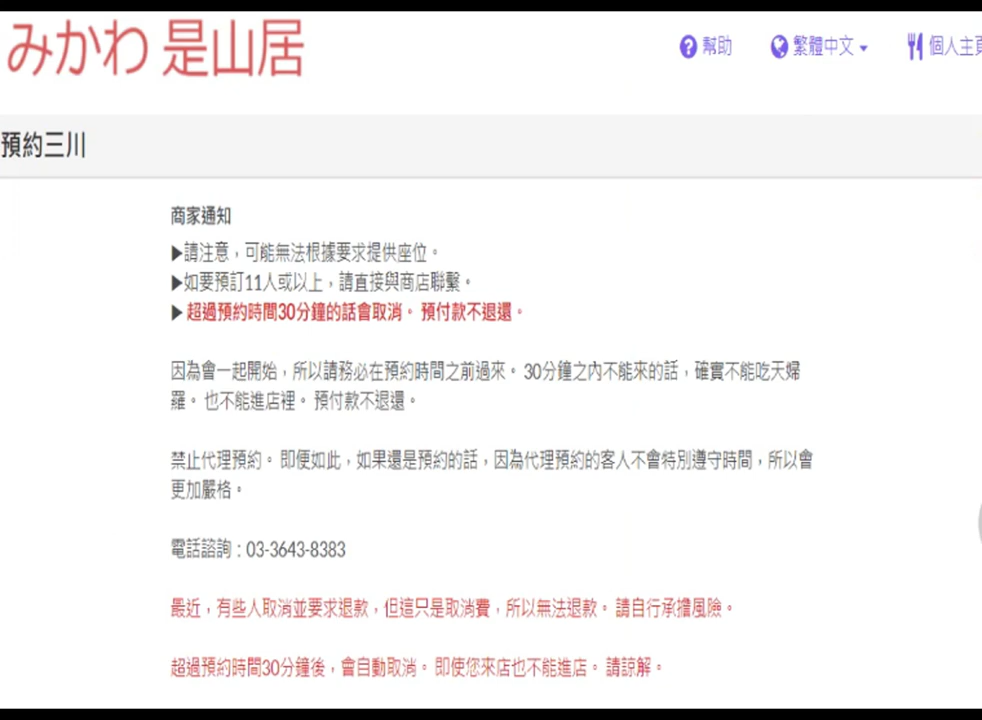 みかわ 是山居
幫助 繁體中文 個人主頁
預約三川
商家通知
▶請注意，可能無法根據要求提供座位。
▶如要預訂11人或以上，請直接與商店聯繫。
▶ 超過預約時間30分鐘的話會取消。 預付款不退還。
因為會一起開始，所以請務必在預約時間之前過來。 30分鐘之內不能來的話，確實不能吃天婦
羅。 也不能進店裡。 預付款不退還。
禁止代理預約。 即便如此，如果還是預約的話，因為代理預約的客人不會特別遵守時間，所以會
更加嚴格。
電話諮詢 : 03-3643-8383
最近，有些人取消並要求退款，但這只是取消費，所以無法退款。 請自行承擔風險。
超過預約時間30分鐘後，會自動取消。 即使您來店也不能進店。 請諒解。